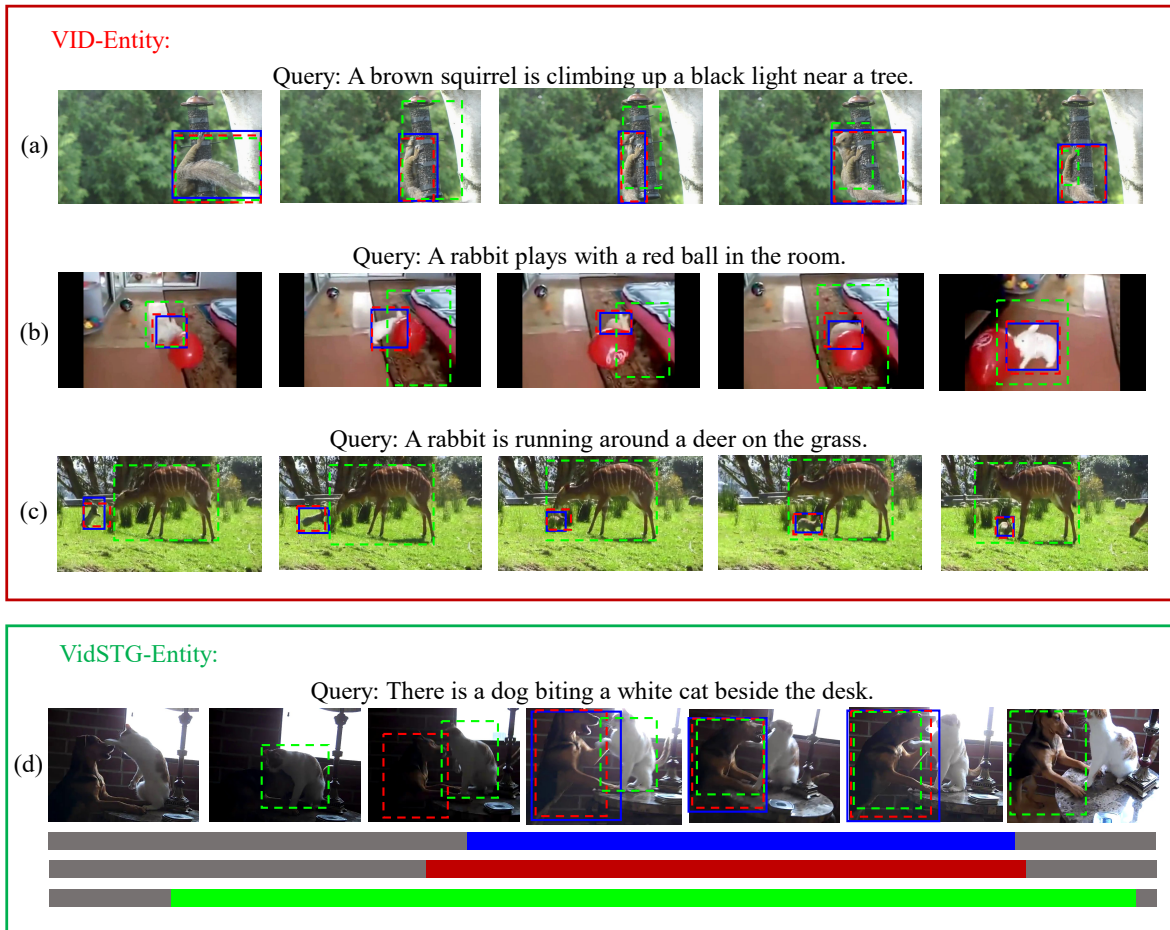 VID-Entity:
Query: A brown squirrel is climbing up a black light near a tree.
(a)
Query: A rabbit plays with a red ball in the room.
(b)
Query: A rabbit is running around a deer on the grass.
(c)
VidSTG-Entity:
Query: There is a dog biting a white cat beside the desk.
(d)